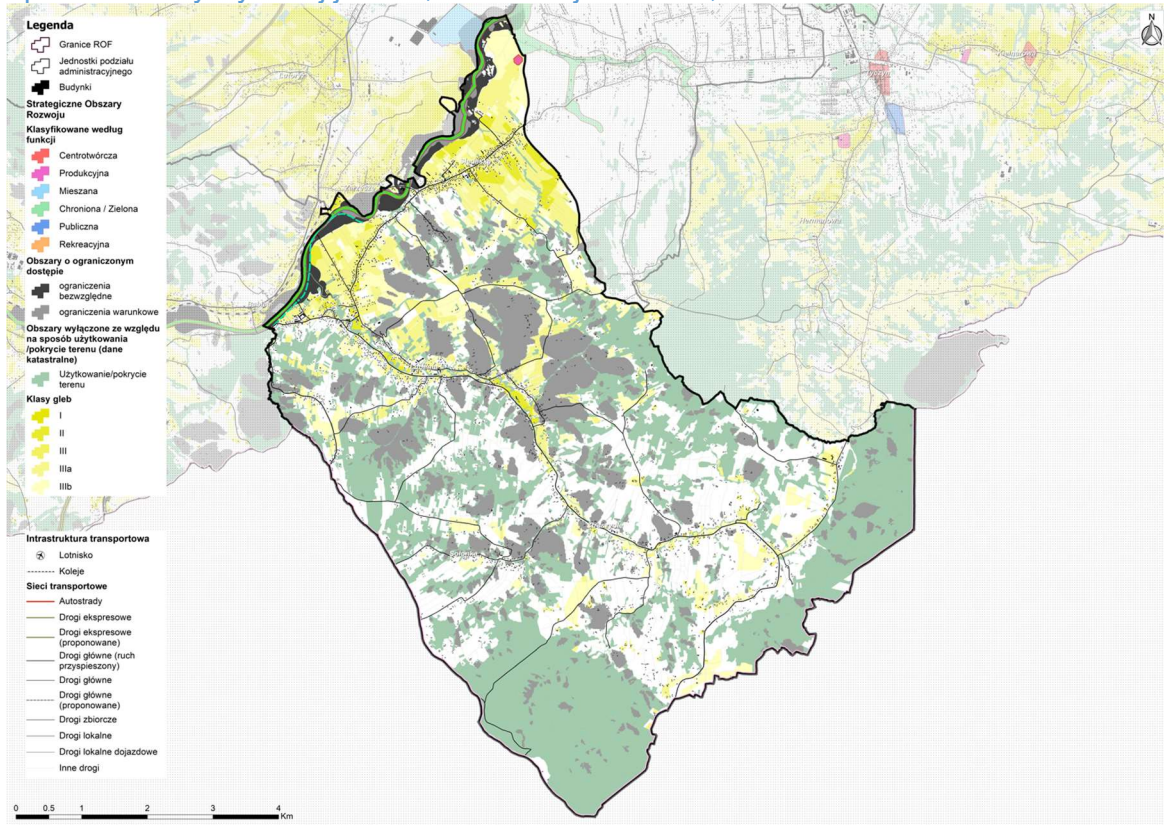 Legenda
Granice ROF
Jednostki podziału
administracyjnego
Budynki
Strategiczne Obszary
Rozwoju
Klasyfikowane według
funkcji
Centrotwórcza
Produkcyjna
Mieszana
Chroniona / Zielona
Publiczna
Rekreacyjna
Obszary o ograniczonym
dostępie
ograniczenia
bezwzględne
ograniczenia warunkowe
Obszary wyłączone ze względu
na sposób użytkowania
/pokrycie terenu (dane
katastralne)
Użytkowanie/pokrycie
terenu
Klasy gleb
I
II
III
IIIa
IIIb
Intrastruktura transportowa
Lotnisko
Koleje
Sieci transportowe
Autostrady
Drogi ekspresowe
Drogi ekspresowe
(proponowane)
Drogi główne (ruch
przyspieszony)
Drogi główne
Drogi główne
(proponowane)
Drogi zbiorcze
Drogi lokalne
Drogi lokalne dojazdowe
Inne drogi
0 0.5 1 2 3 4
Km
N
Hermanowa